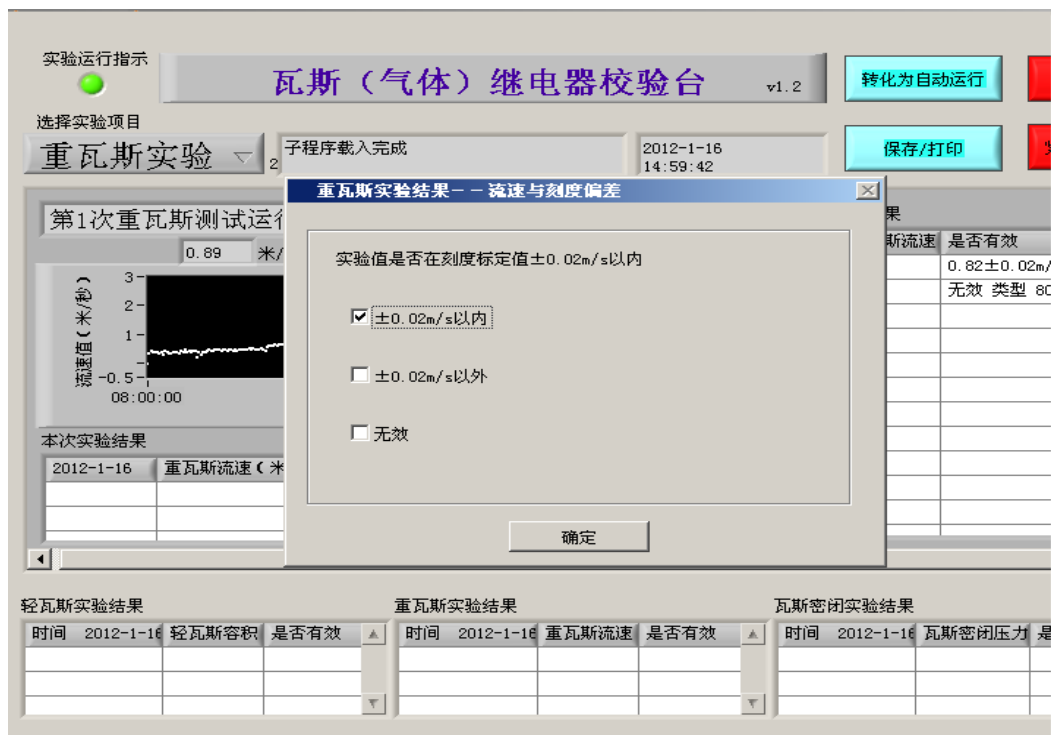 实验运行指示
瓦斯（气体）继电器校验台 v1.2
转化为自动运行
选择实验项目
重瓦斯实验
2
子程序载入完成
2012-1-16
14:59:42
保存/打印
重瓦斯实验结果－－流速与刻度偏差
第1次重瓦斯测试运行
0.89 米/
果
斯流速 是否有效
0.82±0.02m/
无效 类型 80
实验值是否在刻度标定值±0.02m/s以内
±0.02m/s以内
±0.02m/s以外
无效
确定
流速值(米/秒)
3
2
1
-0.5
08:00:00
本次实验结果
2012-1-16 重瓦斯流速(米
轻瓦斯实验结果
时间 2012-1-16 轻瓦斯容积 是否有效
重瓦斯实验结果
时间 2012-1-16 重瓦斯流速 是否有效
瓦斯密闭实验结果
时间 2012-1-16 瓦斯密闭压力 是